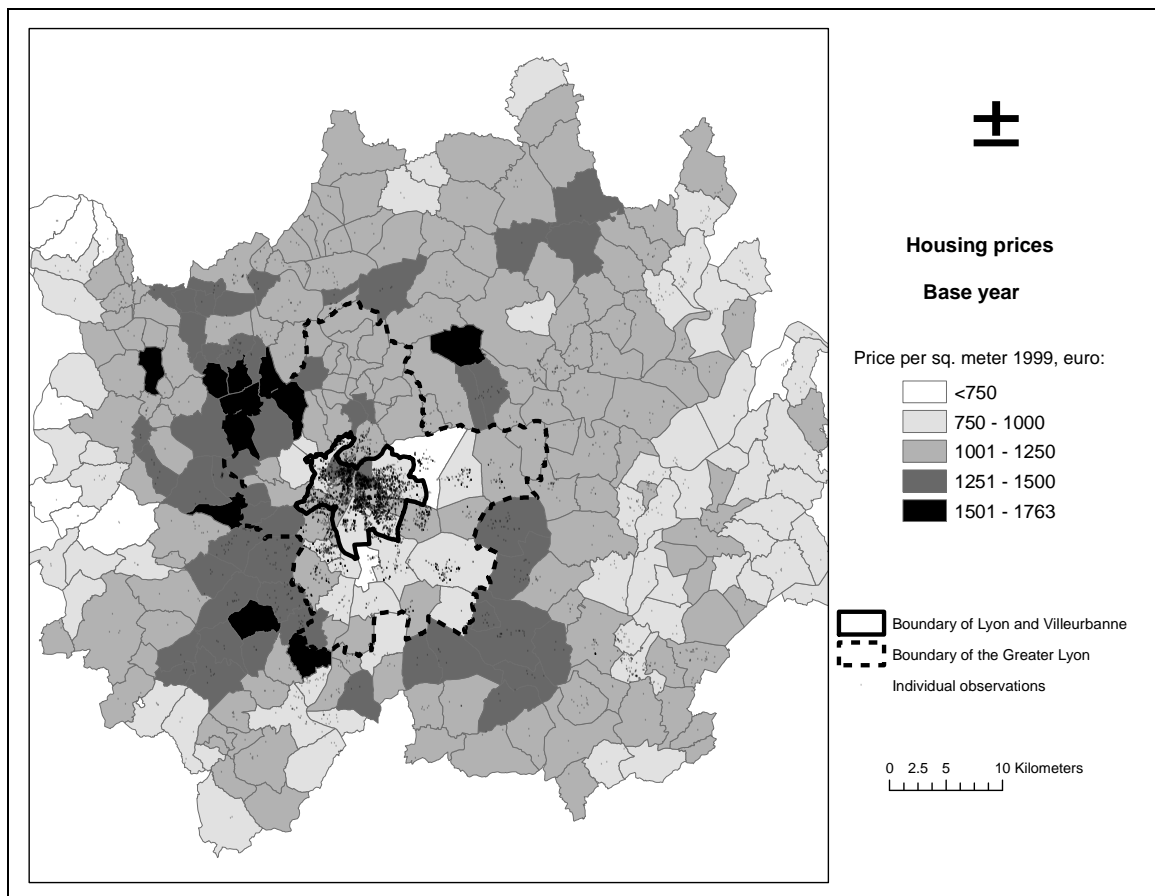 ±
Housing prices
Base year
Price per sq. meter 1999, euro:
<750
750 - 1000
1001 - 1250
1251 - 1500
1501 - 1763
Boundary of Lyon and Villeurbanne
Boundary of the Greater Lyon
Individual observations
0 2.5 5 10 Kilometers